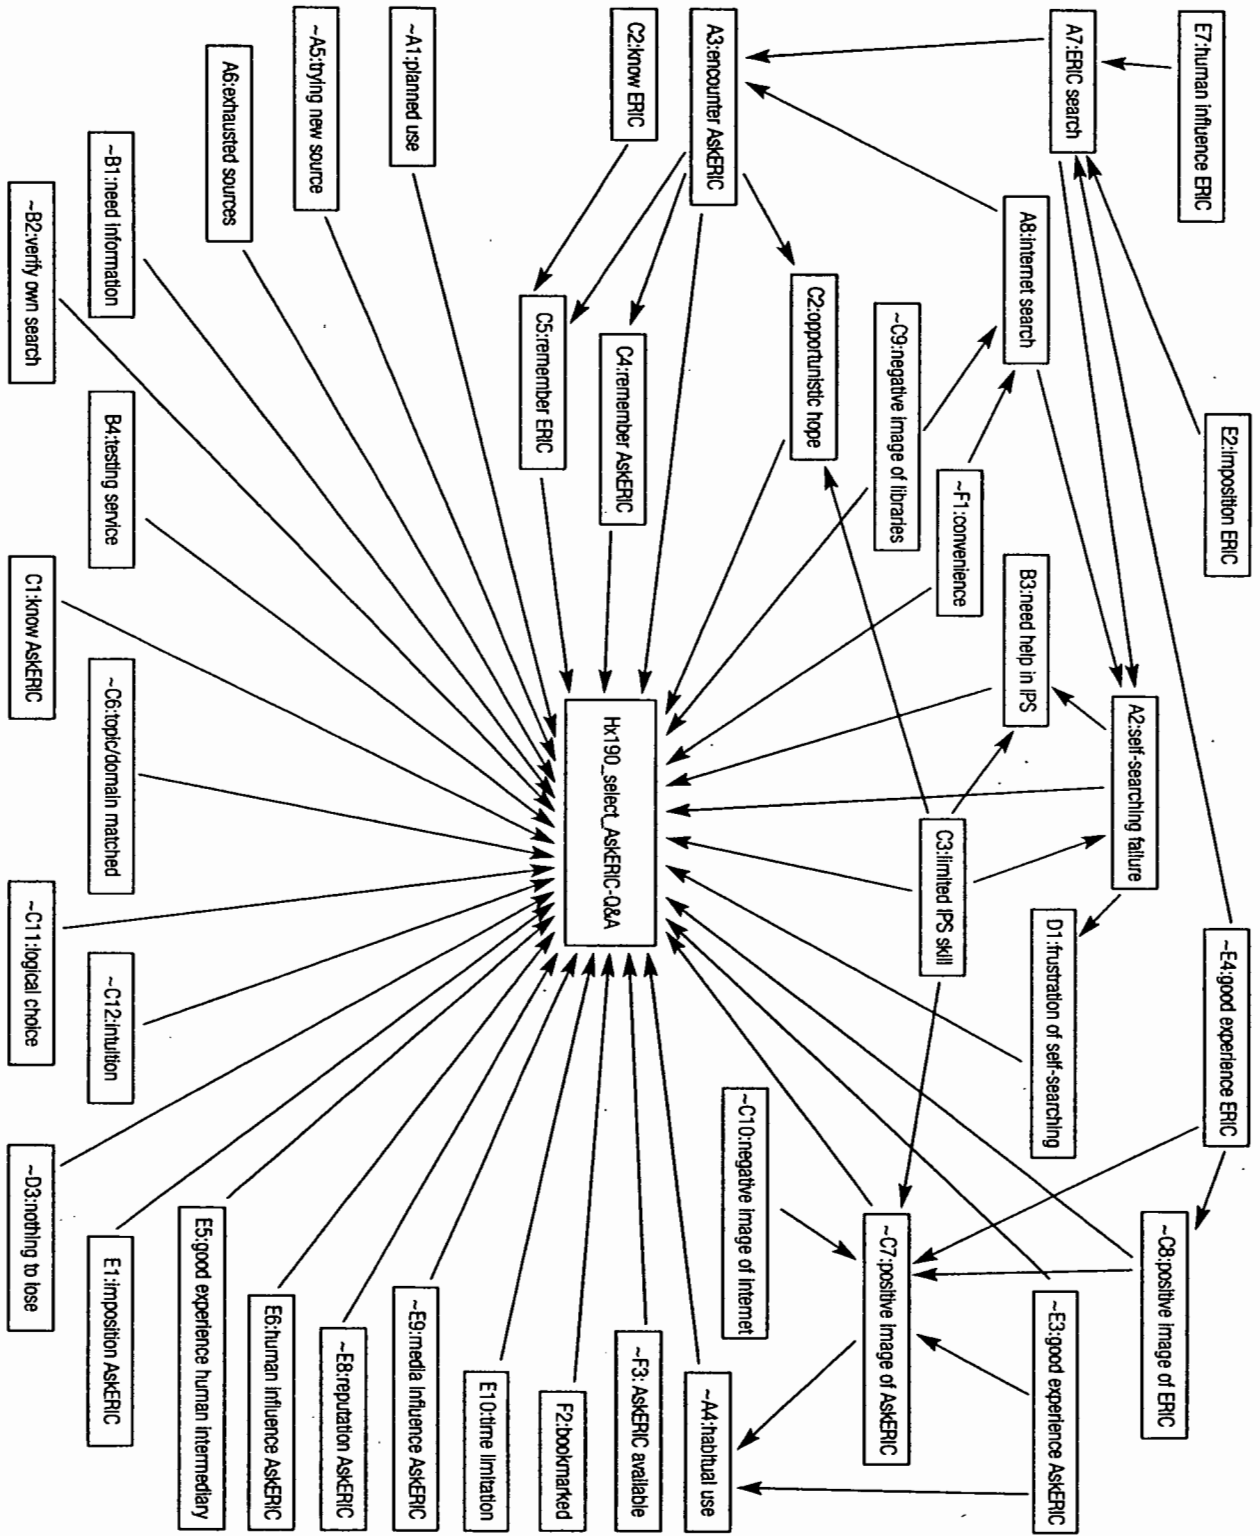 E7:human influence ERIC
E2:Imposition ERIC
~E4:good experience ERIC
~C8:positive image of ERIC
A7:ERIC search
A2:self-searching failure
D1:frustration of self-searching
~E3:good experience AskERIC
A8:internet search
B3:need help in IPS
~F1:convenience
C3:limited IPS skill
~C9:negative image of libraries
~C7:positive image of AskERIC
C2:opportunistic hope
~C10:negative image of internet
A3:encounter AskERIC
~A4:habitual use
C2:know ERIC
C4:remember AskERIC
Hx190_select_AskERIC-Q&A
~F3: AskERIC available
F2:bookmarked
C5:remember ERIC
E10:time limitation
~A1:planned use
~E9:media Influence AskERIC
~E8:reputation AskERIC
~A5:trying new source
E6:human influence AskERIC
A6:exhausted sources
E5:good experience human intermediary
~B1:need information
B4:testing service
~C6:topic/domain matched
~C12:intuition
E1:imposition AskERIC
~B2:verify own search
C1:know AskERIC
~C11:logical choice
~D3:nothing to lose